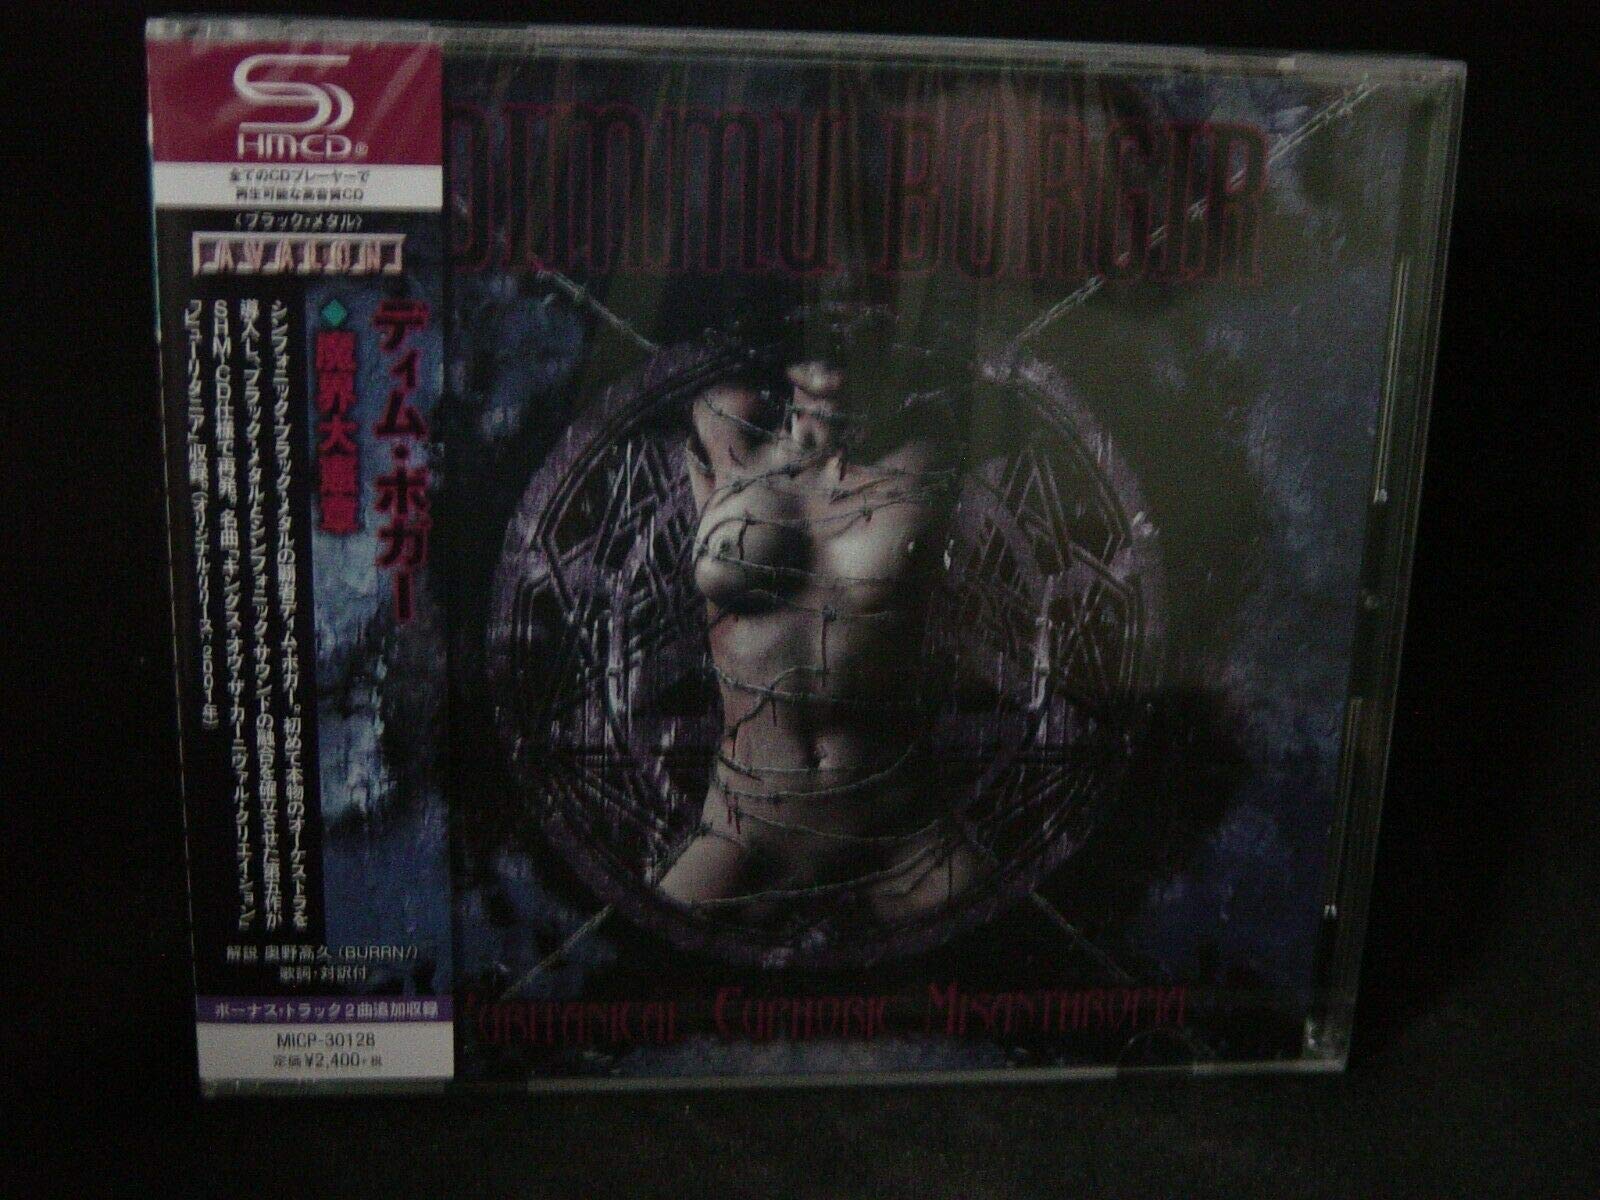 SHM-CD
全てのCDプレーヤーで
再生可能な高音質CD
〈ブラック・メタル〉
AVALON
ディム・ボガー
◆魔界大憲章
シンフォニック・ブラック・メタルの覇者ディム・ボガー。初めて本物のオーケストラを
導入し、ブラック・メタルとシンフォニック・サウンドの融合を確立させた第五作が
SHM-CD仕様で再発。名曲「キングス・オヴ・ザ・カーニヴァル・クリエイション」
「ピューリタニア」収録。(オリジナル・リリース:2001年)
解説 奥野高久 (BURRN!)
歌詞・対訳付
ボーナス・トラック2曲追加収録
MICP-30128
定価¥2,400+税
DIMMU BORGIR
PURITANICAL EUPHORIC MISANTHROPIA